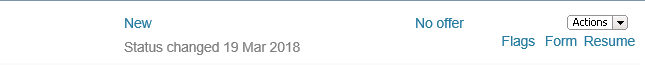 New No offer Actions
Status changed 19 Mar 2018 Flags Form Resume